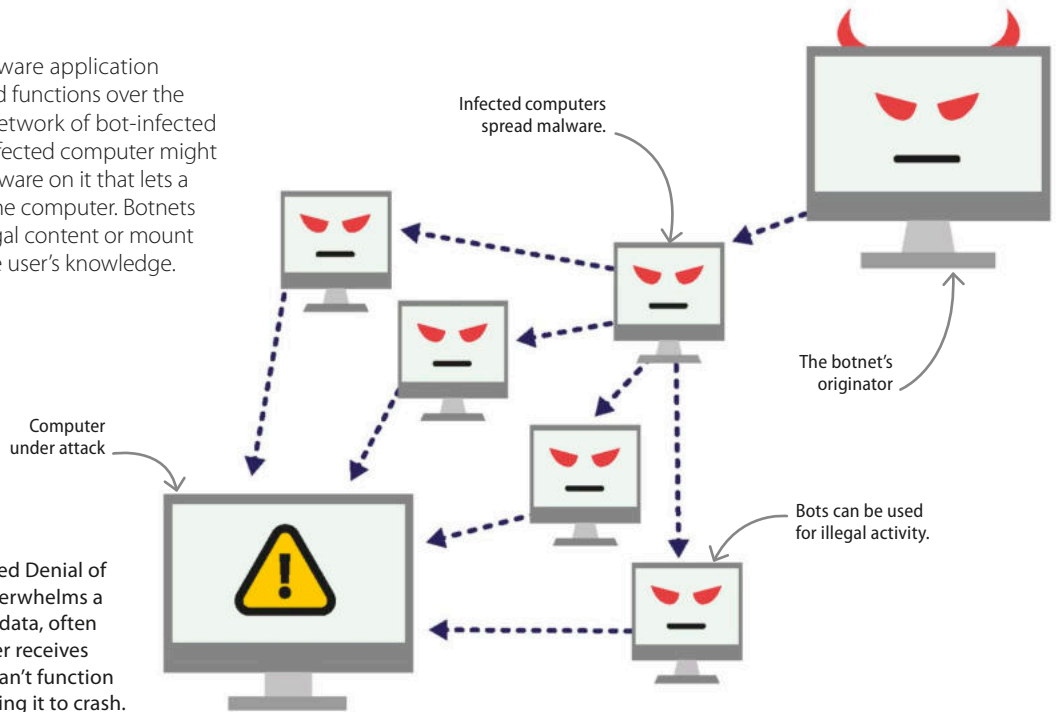 ware application
d functions over the
etwork of bot-infected
fected computer might
ware on it that lets a
ne computer. Botnets
gal content or mount
e user's knowledge.
Infected computers
spread malware.
The botnet's
originator
Computer
under attack
Bots can be used
for illegal activity.
ed Denial of
erwhelms a
data, often
er receives
an't function
ing it to crash.